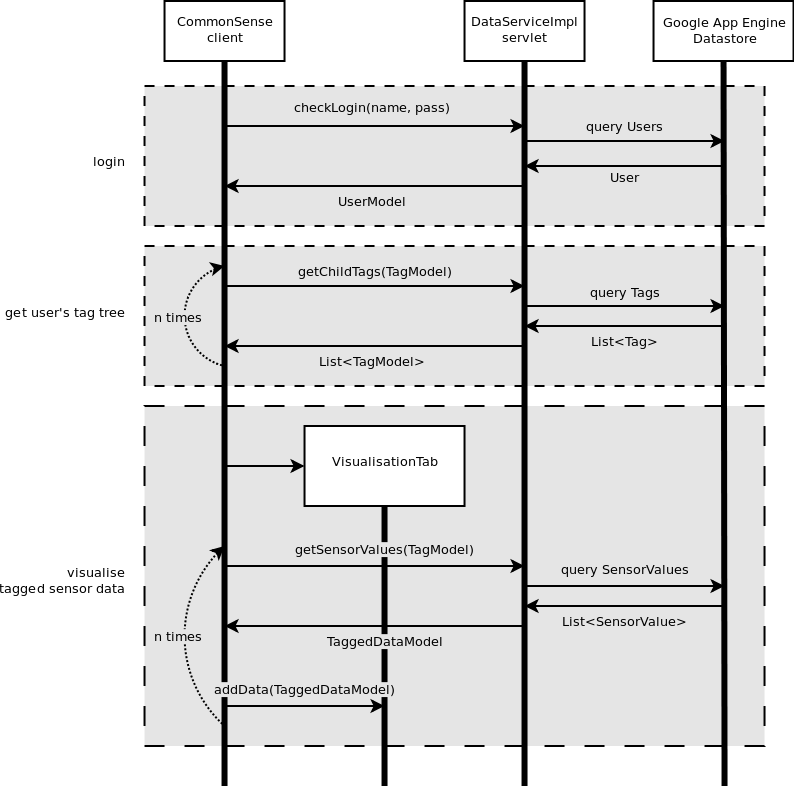 CommonSense
client
DataServiceImpl
servlet
Google App Engine
Datastore
login
checkLogin(name, pass)
query Users
User
UserModel
get user's tag tree
n times
getChildTags(TagModel)
query Tags
List<Tag>
List<TagModel>
visualise
tagged sensor data
VisualisationTab
n times
getSensorValues(TagModel)
query SensorValues
List<SensorValue>
TaggedDataModel
addData(TaggedDataModel)